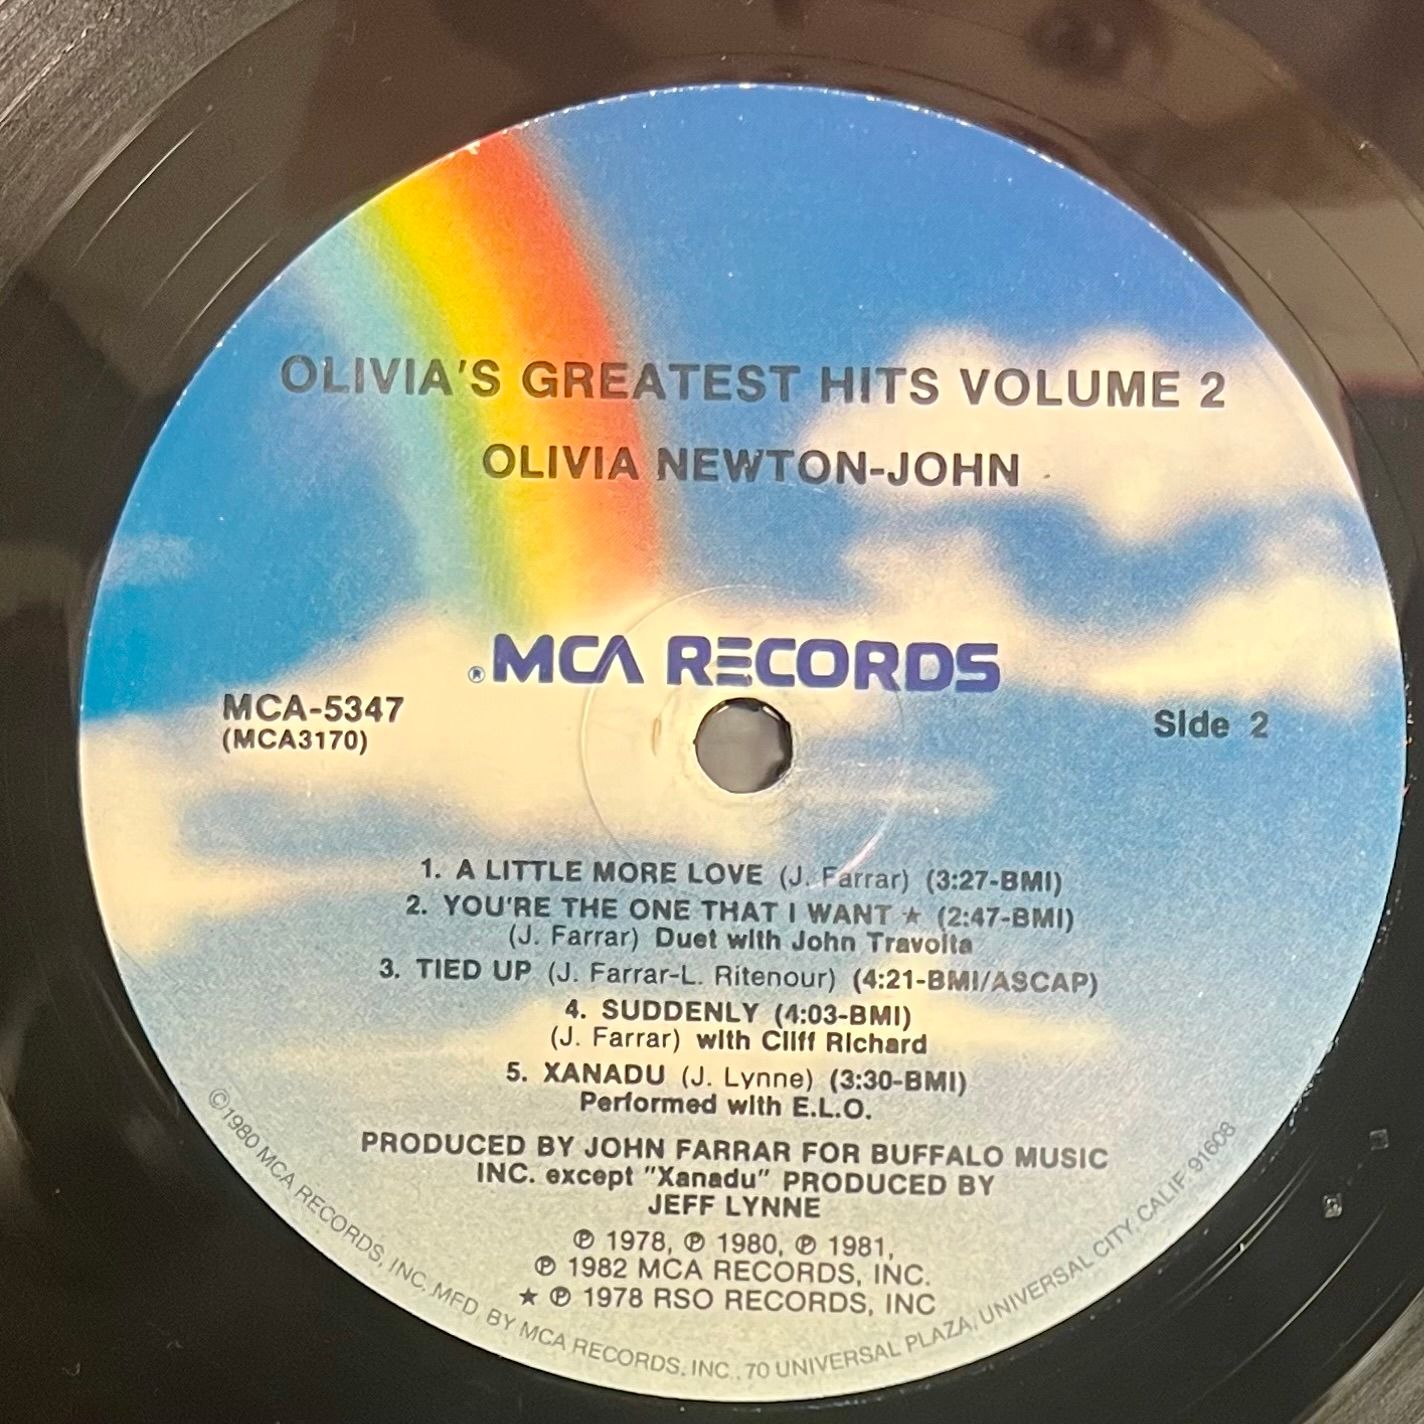 OLIVIA'S GREATEST HITS VOLUME 2
OLIVIA NEWTON-JOHN
® MCA RECORDS
MCA-5347
(MCA3170)
Side 2
1. A LITTLE MORE LOVE (J. Farrar) (3:27-BMI)
2. YOU'RE THE ONE THAT I WANT ★ (2:47-BMI)
(J. Farrar) Duet with John Travolta
3. TIED UP (J. Farrar-L. Ritenour) (4:21-BMI/ASCAP)
4. SUDDENLY (4:03-BMI)
(J. Farrar) with Cliff Richard
5. XANADU (J. Lynne) (3:30-BMI)
Performed with E.L.O.
PRODUCED BY JOHN FARRAR FOR BUFFALO MUSIC
INC. except "Xanadu" PRODUCED BY
JEFF LYNNE
℗ 1978, ℗ 1980, ℗ 1981,
℗ 1982 MCA RECORDS, INC.
★ ℗ 1978 RSO RECORDS, INC
©1980 MCA RECORDS, INC. MFD. BY MCA RECORDS, INC., 70 UNIVERSAL PLAZA, UNIVERSAL CITY, CALIF. 91608